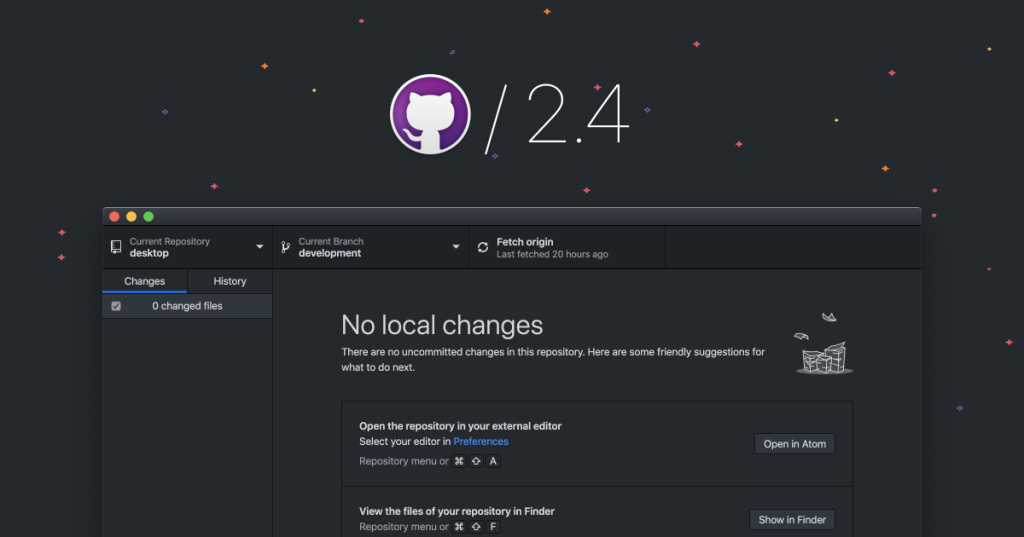 / 2.4
Current Repository
desktop
Current Branch
development
Fetch origin
Last fetched 20 hours ago
Changes
History
0 changed files
No local changes
There are no uncommitted changes in this repository. Here are some friendly suggestions for
what to do next.
Open the repository in your external editor
Select your editor in Preferences
Repository menu or ⌘ ⇧ A
Open in Atom
View the files of your repository in Finder
Repository menu or ⌘ ⇧ F
Show in Finder